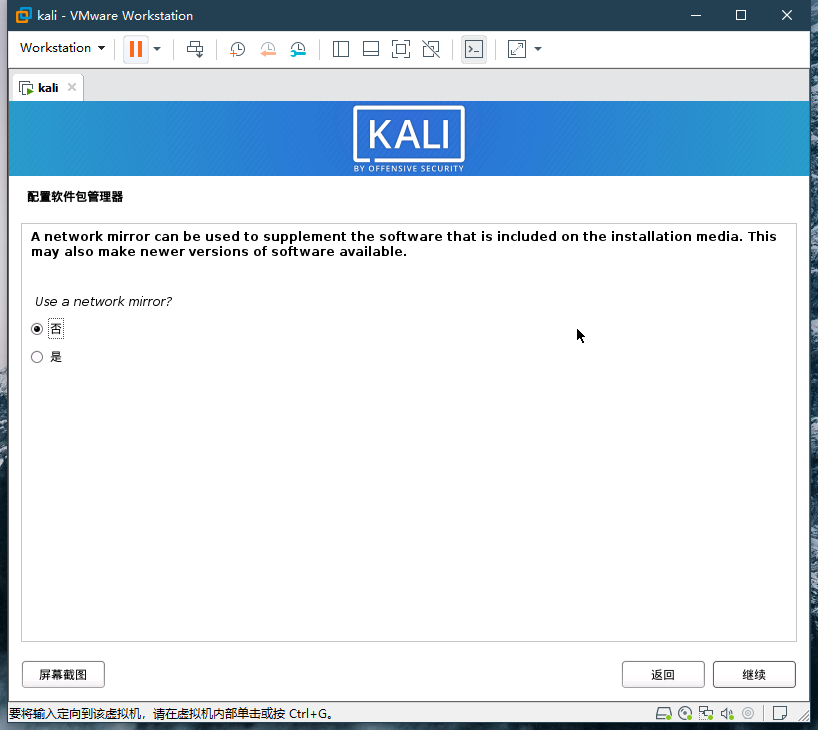 kali - VMware Workstation
Workstation
kali
KALI
BY OFFENSIVE SECURITY
配置软件包管理器
A network mirror can be used to supplement the software that is included on the installation media. This
may also make newer versions of software available.
Use a network mirror?
否
是
屏幕截图
返回
继续
要将输入定向到该虚拟机，请在虚拟机内部单击或按 Ctrl+G。